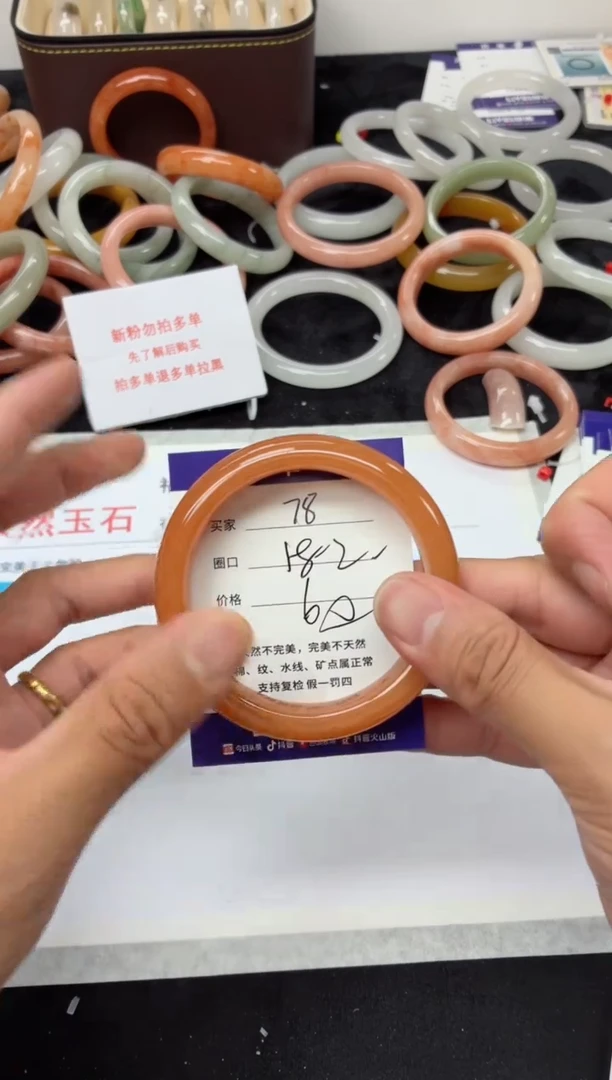 新粉勿拍多单
先了解后购买
拍多单退多单拉黑
然玉石
买家 78
圈口
价格 60
然不完美，完美不天然
棉、纹、水线、矿点属正常
支持复检 假一罚四
今日头条 抖音 抖音火山版